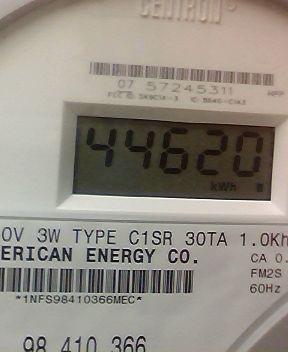 CENTRON®
07 57245311
44620
kWh
0V 3W TYPE C1SR 30TA 1.0Kh
ERICAN ENERGY CO.
CA 0.
FM2S
60Hz
*1NFS98410366MEC*
98 410 366